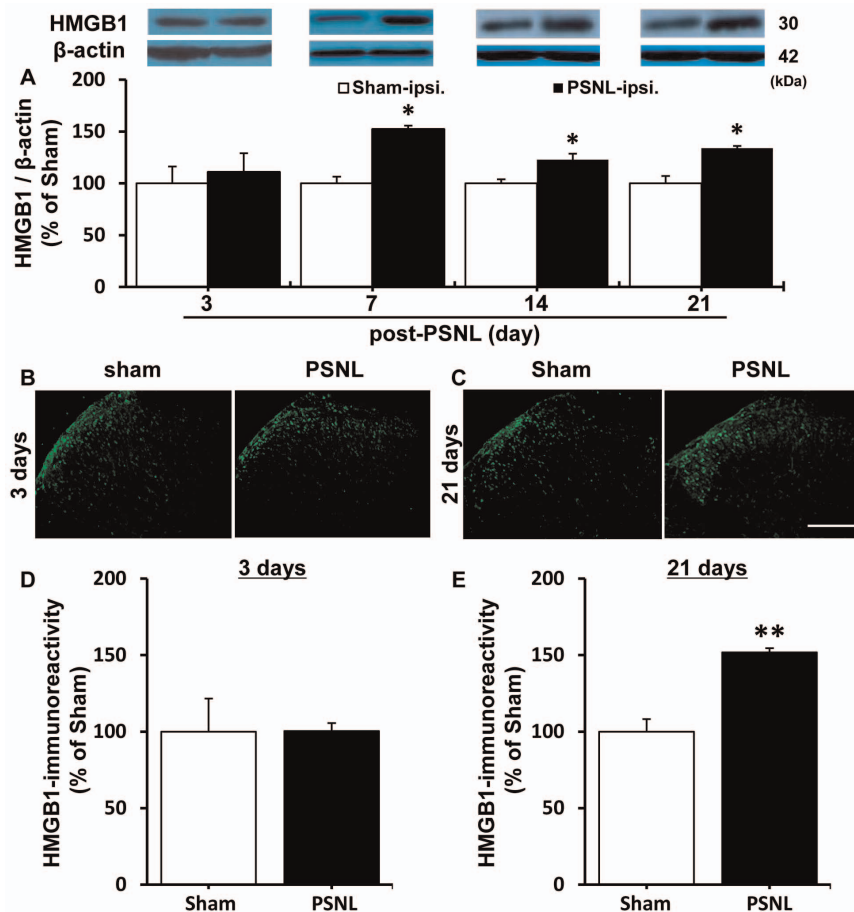 HMGB1
30
β-actin
42
(kDa)
A
200
150
100
50
0
HMGB1 / β-actin
(% of Sham)
Sham-ipsi.
PSNL-ipsi.
*
*
*
3
7
14
21
post-PSNL (day)
B
sham
PSNL
C
Sham
PSNL
3 days
21 days
D
3 days
200
150
100
50
0
HMGB1-immunoreactivity
(% of Sham)
Sham
PSNL
E
21 days
200
150
100
50
0
HMGB1-immunoreactivity
(% of Sham)
**
Sham
PSNL